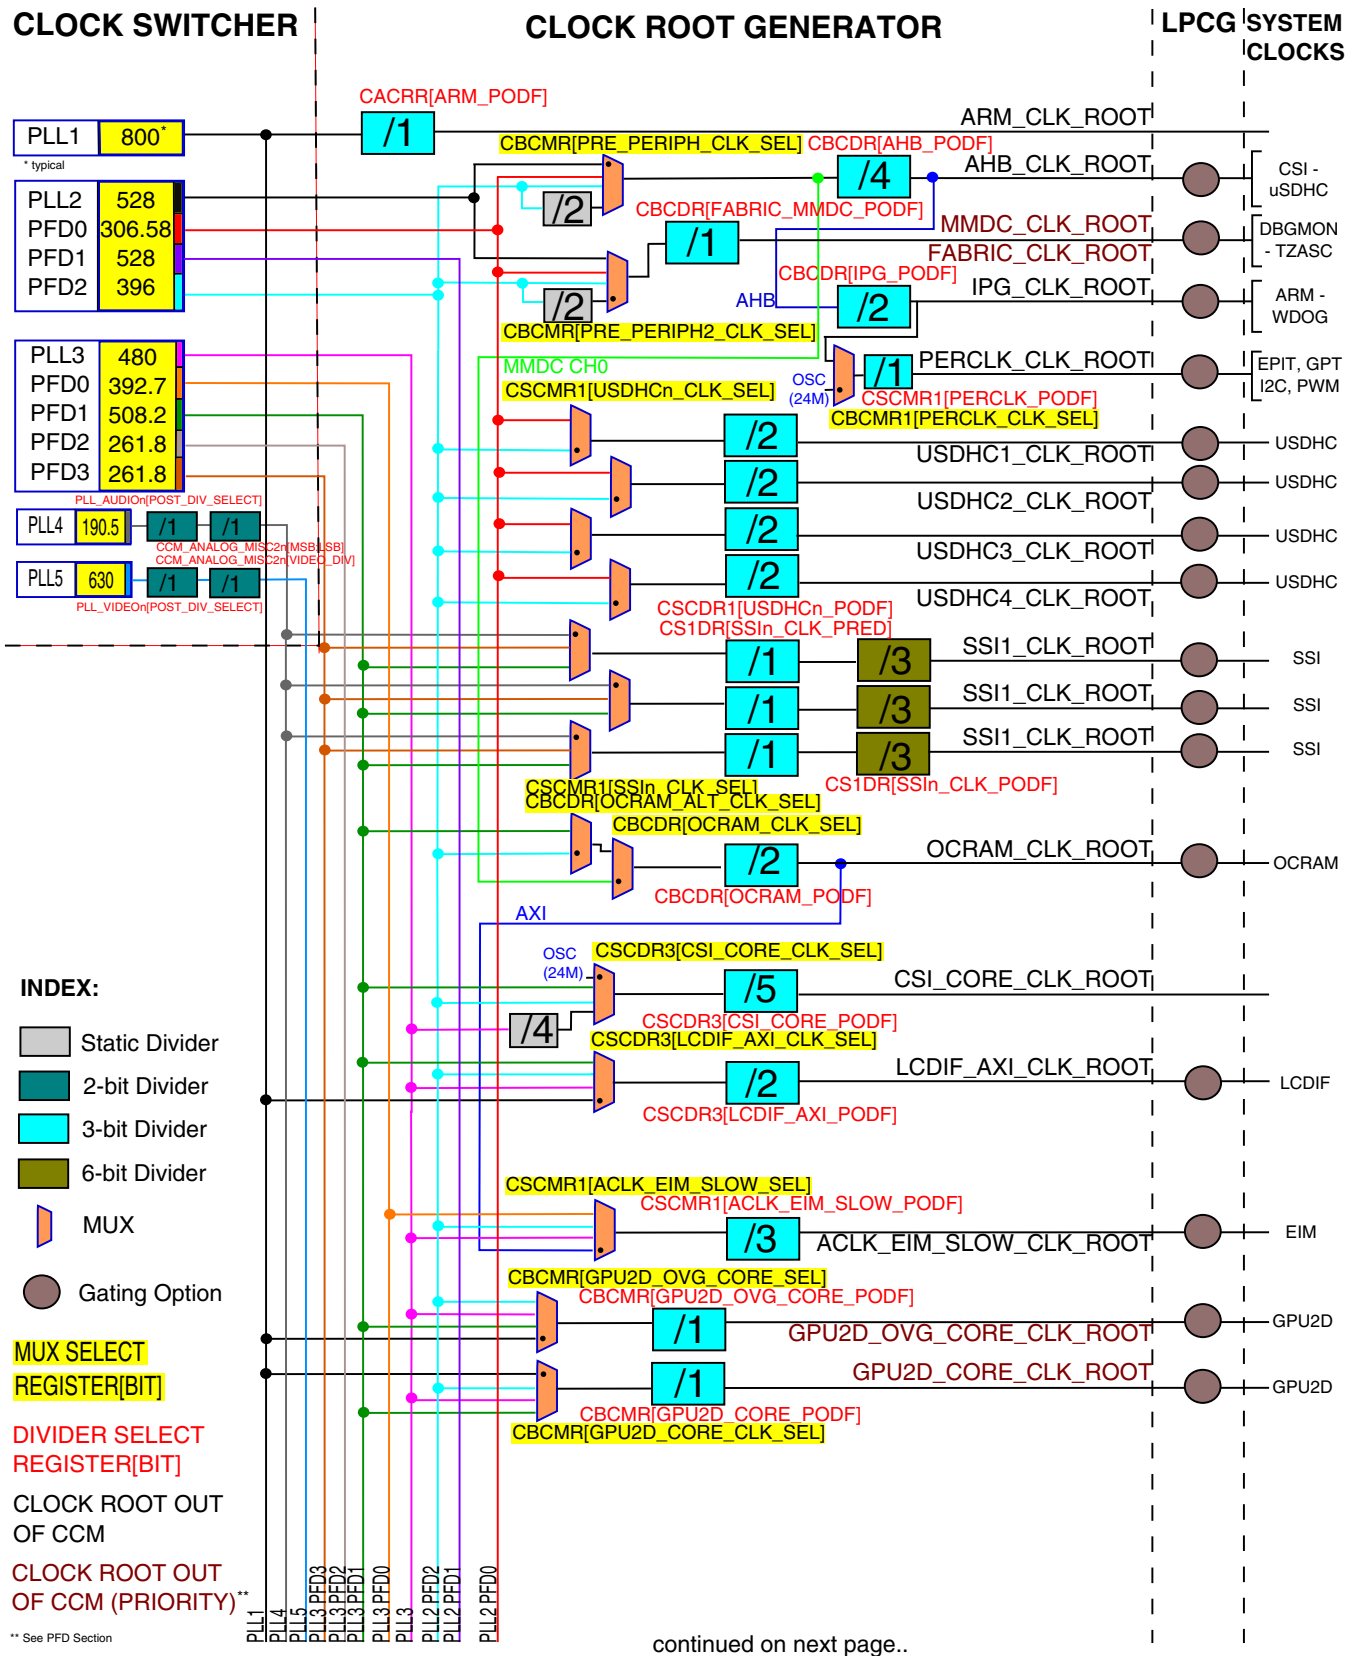 CLOCK SWITCHER
CLOCK ROOT GENERATOR
LPCG
SYSTEM
CLOCKS
CACRR[ARM_PODF]
PLL1 800*
/1
ARM_CLK_ROOT
* typical
CBCMR[PRE_PERIPH_CLK_SEL]
CBCDR[AHB_PODF]
/4
AHB_CLK_ROOT
CSI -
uSDHC
PLL2 528
PFD0 306.58
PFD1 528
PFD2 396
/2
CBCDR[FABRIC_MMDC_PODF]
/1
MMDC_CLK_ROOT
FABRIC_CLK_ROOT
DBGMON
- TZASC
CBCDR[IPG_PODF]
/2
AHB
/2
IPG_CLK_ROOT
ARM -
WDOG
CBCMR[PRE_PERIPH2_CLK_SEL]
PLL3 480
PFD0 392.7
PFD1 508.2
PFD2 261.8
PFD3 261.8
MMDC CH0
OSC
(24M)
/1
PERCLK_CLK_ROOT
EPIT, GPT
I2C, PWM
CSCMR1[PERCLK_PODF]
CBCMR1[PERCLK_CLK_SEL]
CSCMR1[USDHCn_CLK_SEL]
/2
USDHC1_CLK_ROOT
USDHC
/2
USDHC2_CLK_ROOT
USDHC
/2
USDHC3_CLK_ROOT
USDHC
/2
USDHC4_CLK_ROOT
USDHC
CSCDR1[USDHCn_PODF]
PLL_AUDIOn[POST_DIV_SELECT]
PLL4 190.5 /1 /1
CCM_ANALOG_MISC2n[MSB:LSB]
CCM_ANALOG_MISC2n[VIDEO_DIV]
PLL5 630 /1 /1
PLL_VIDEOn[POST_DIV_SELECT]
CS1DR[SSIn_CLK_PRED]
/1 /3 SSI1_CLK_ROOT SSI
/1 /3 SSI1_CLK_ROOT SSI
/1 /3 SSI1_CLK_ROOT SSI
CSCMR1[SSIn_CLK_SEL]
CS1DR[SSIn_CLK_PODF]
CBCDR[OCRAM_ALT_CLK_SEL]
CBCDR[OCRAM_CLK_SEL]
/2 OCRAM_CLK_ROOT OCRAM
CBCDR[OCRAM_PODF]
AXI
OSC
(24M)
CSCDR3[CSI_CORE_CLK_SEL]
/5 CSI_CORE_CLK_ROOT
/4
CSCDR3[CSI_CORE_PODF]
CSCDR3[LCDIF_AXI_CLK_SEL]
/2 LCDIF_AXI_CLK_ROOT LCDIF
CSCDR3[LCDIF_AXI_PODF]
CSCMR1[ACLK_EIM_SLOW_SEL]
CSCMR1[ACLK_EIM_SLOW_PODF]
/3 ACLK_EIM_SLOW_CLK_ROOT EIM
CBCMR[GPU2D_OVG_CORE_SEL]
CBCMR[GPU2D_OVG_CORE_PODF]
/1 GPU2D_OVG_CORE_CLK_ROOT GPU2D
/1 GPU2D_CORE_CLK_ROOT GPU2D
CBCMR[GPU2D_CORE_PODF]
CBCMR[GPU2D_CORE_CLK_SEL]
INDEX:
Static Divider
2-bit Divider
3-bit Divider
6-bit Divider
MUX
Gating Option
MUX SELECT
REGISTER[BIT]
DIVIDER SELECT
REGISTER[BIT]
CLOCK ROOT OUT
OF CCM
CLOCK ROOT OUT
OF CCM (PRIORITY)**
** See PFD Section
PLL1
PLL4
PLL5
PLL3 PFD3
PLL3 PFD2
PLL3 PFD1
PLL3 PFD0
PLL3
PLL2 PFD2
PLL2 PFD1
PLL2 PFD0
continued on next page..